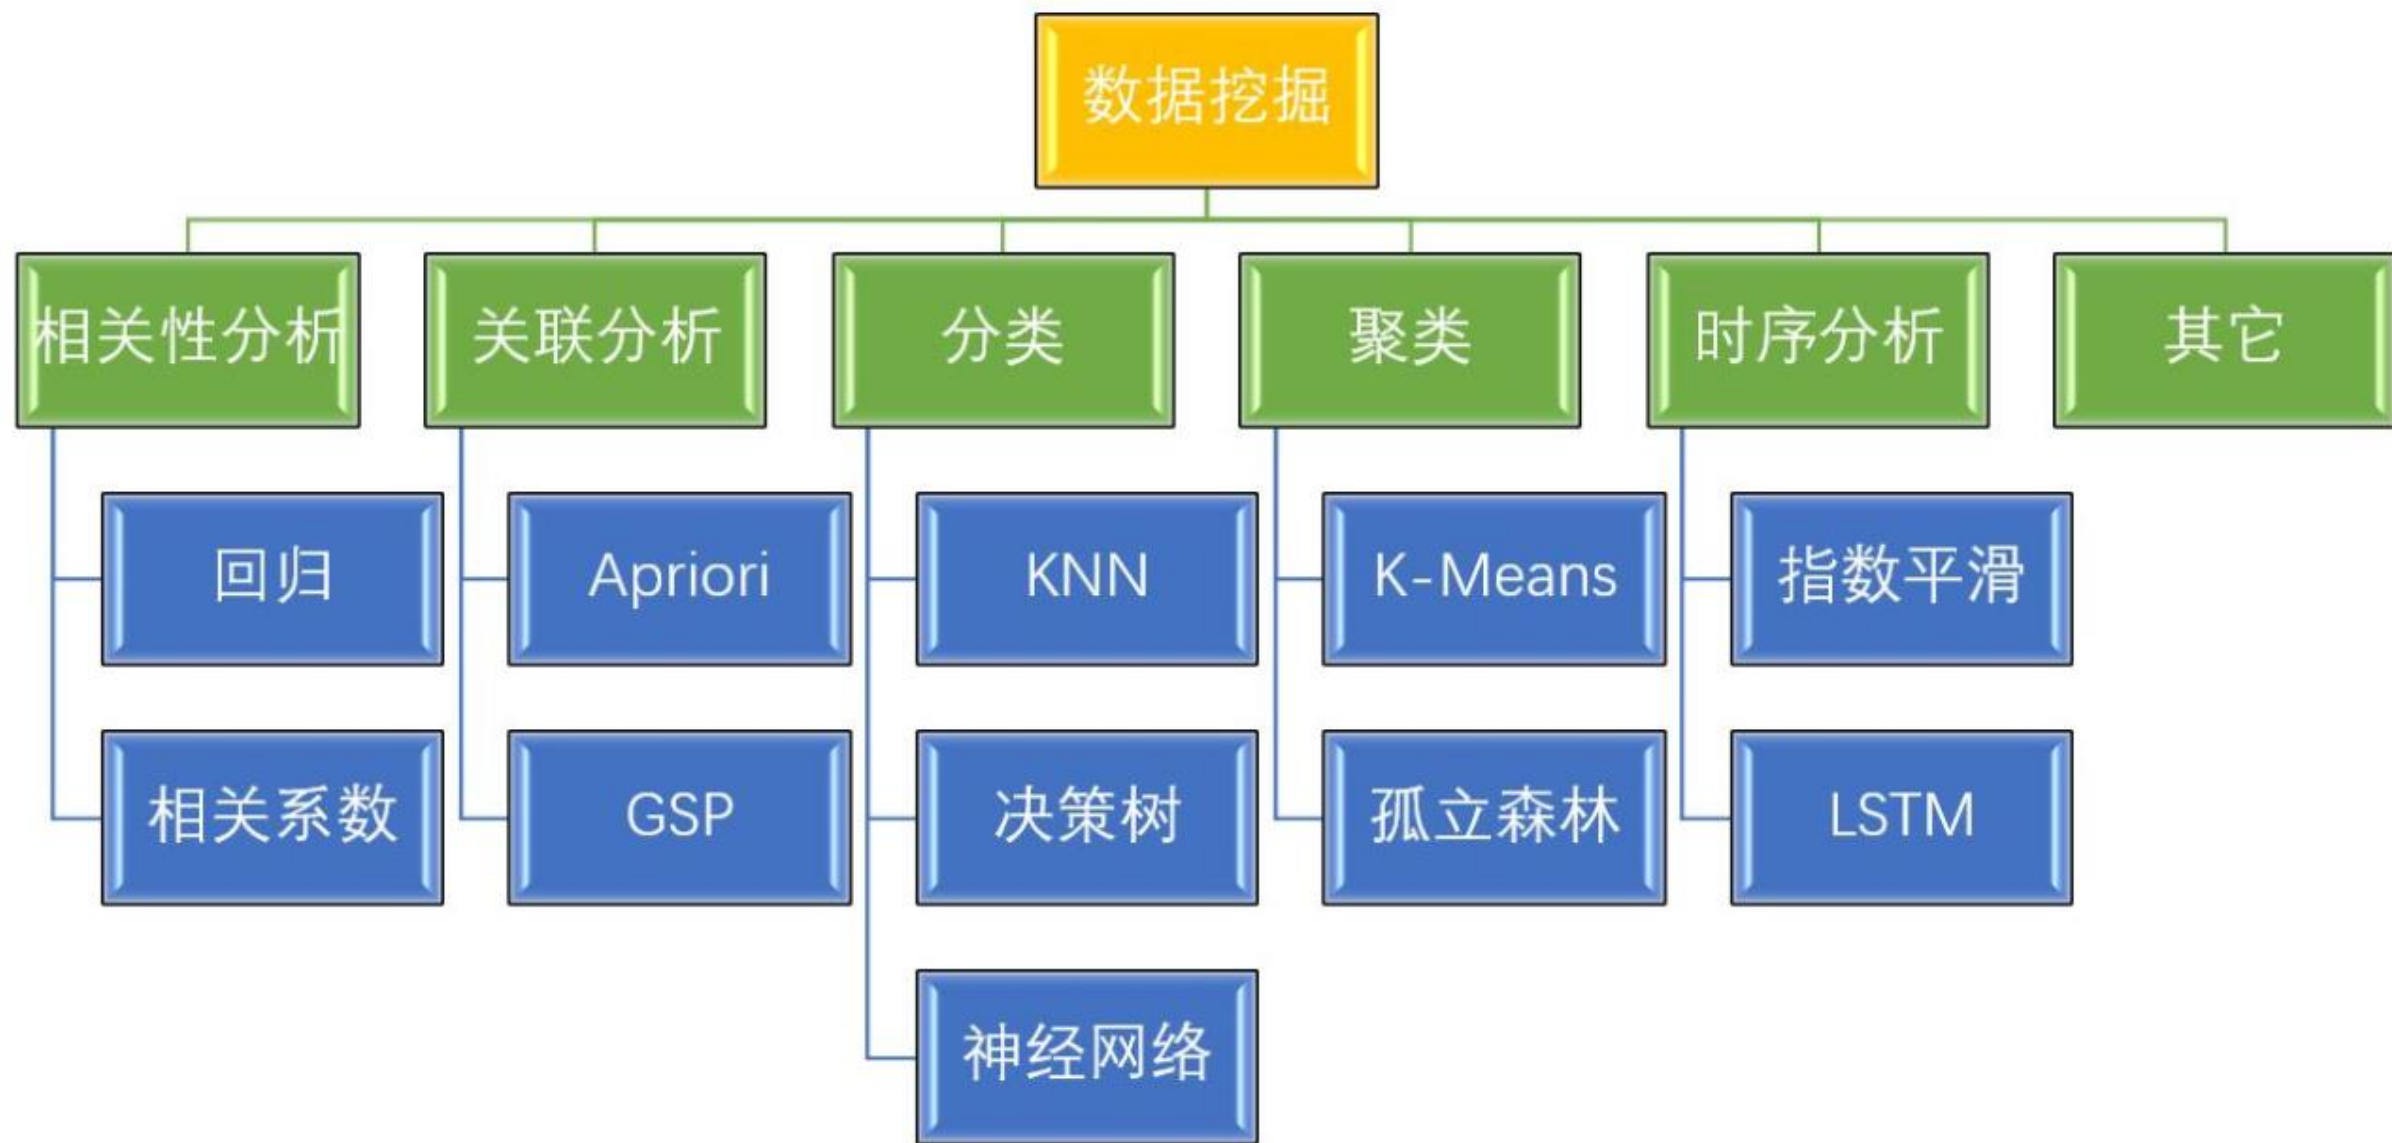 数据挖掘
相关性分析
关联分析
分类
聚类
时序分析
其它
回归
Apriori
KNN
K-Means
指数平滑
相关系数
GSP
决策树
孤立森林
LSTM
神经网络